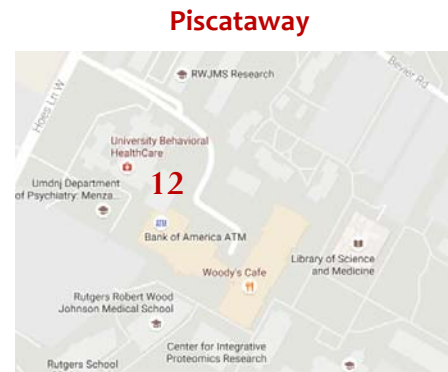 Piscataway
RWJMS Research
Bevier Rd
Hoes Ln W
University Behavioral
HealthCare
12
Umdnj Department
of Psychiatry: Menza...
ATM
Bank of America ATM
Woody's Cafe
Library of Science
and Medicine
Rutgers Robert Wood
Johnson Medical School
Center for Integrative
Proteomics Research
Rutgers School